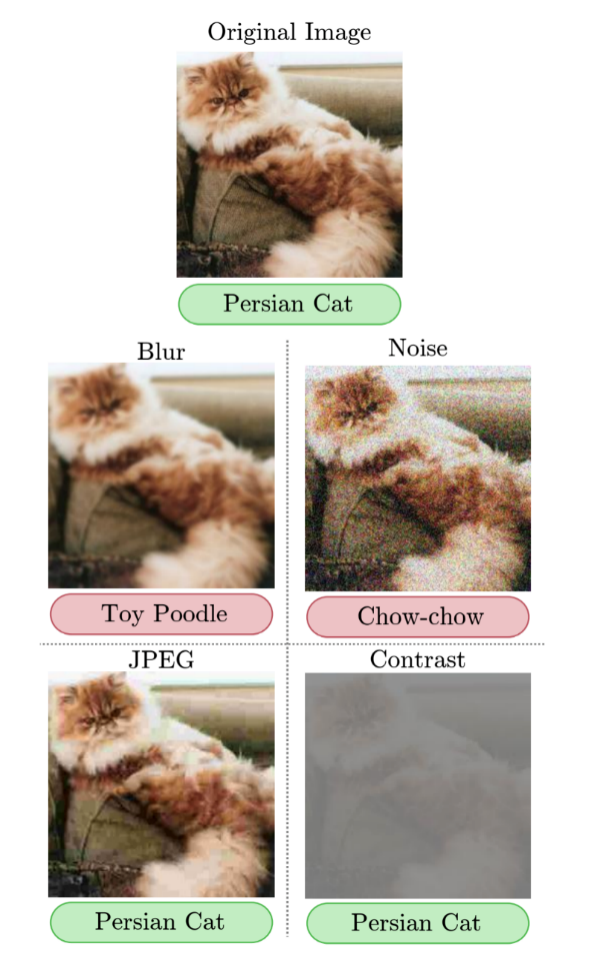 Original Image
Persian Cat
Blur
Noise
Toy Poodle
Chow-chow
JPEG
Contrast
Persian Cat
Persian Cat